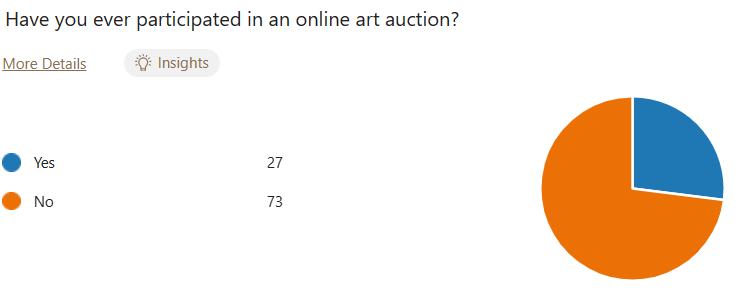 Have you ever participated in an online art auction?
More Details
Insights
Yes 27
No 73